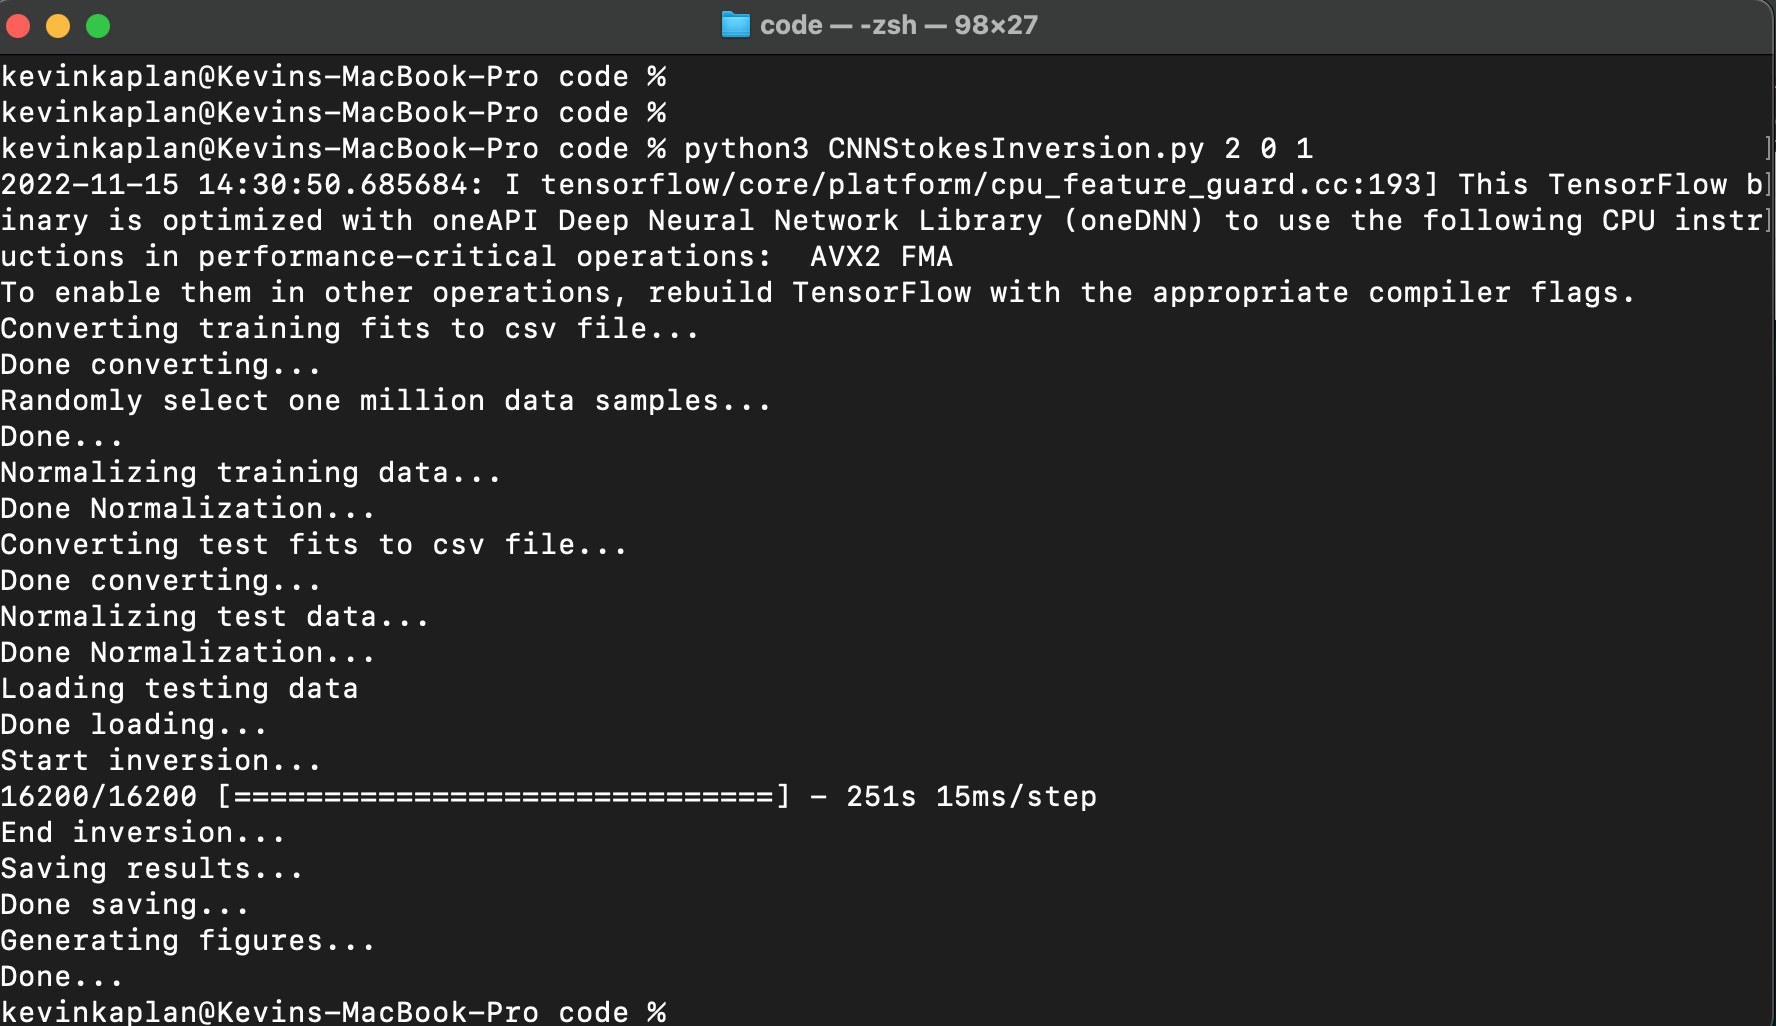 code — -zsh — 98×27
kevinkaplan@Kevins-MacBook-Pro code %
kevinkaplan@Kevins-MacBook-Pro code %
kevinkaplan@Kevins-MacBook-Pro code % python3 CNNStokesInversion.py 2 0 1
2022-11-15 14:30:50.685684: I tensorflow/core/platform/cpu_feature_guard.cc:193] This TensorFlow b
inary is optimized with oneAPI Deep Neural Network Library (oneDNN) to use the following CPU instr
uctions in performance-critical operations:  AVX2 FMA
To enable them in other operations, rebuild TensorFlow with the appropriate compiler flags.
Converting training fits to csv file...
Done converting...
Randomly select one million data samples...
Done...
Normalizing training data...
Done Normalization...
Converting test fits to csv file...
Done converting...
Normalizing test data...
Done Normalization...
Loading testing data
Done loading...
Start inversion...
16200/16200 [==============================] - 251s 15ms/step
End inversion...
Saving results...
Done saving...
Generating figures...
Done...
kevinkaplan@Kevins-MacBook-Pro code %